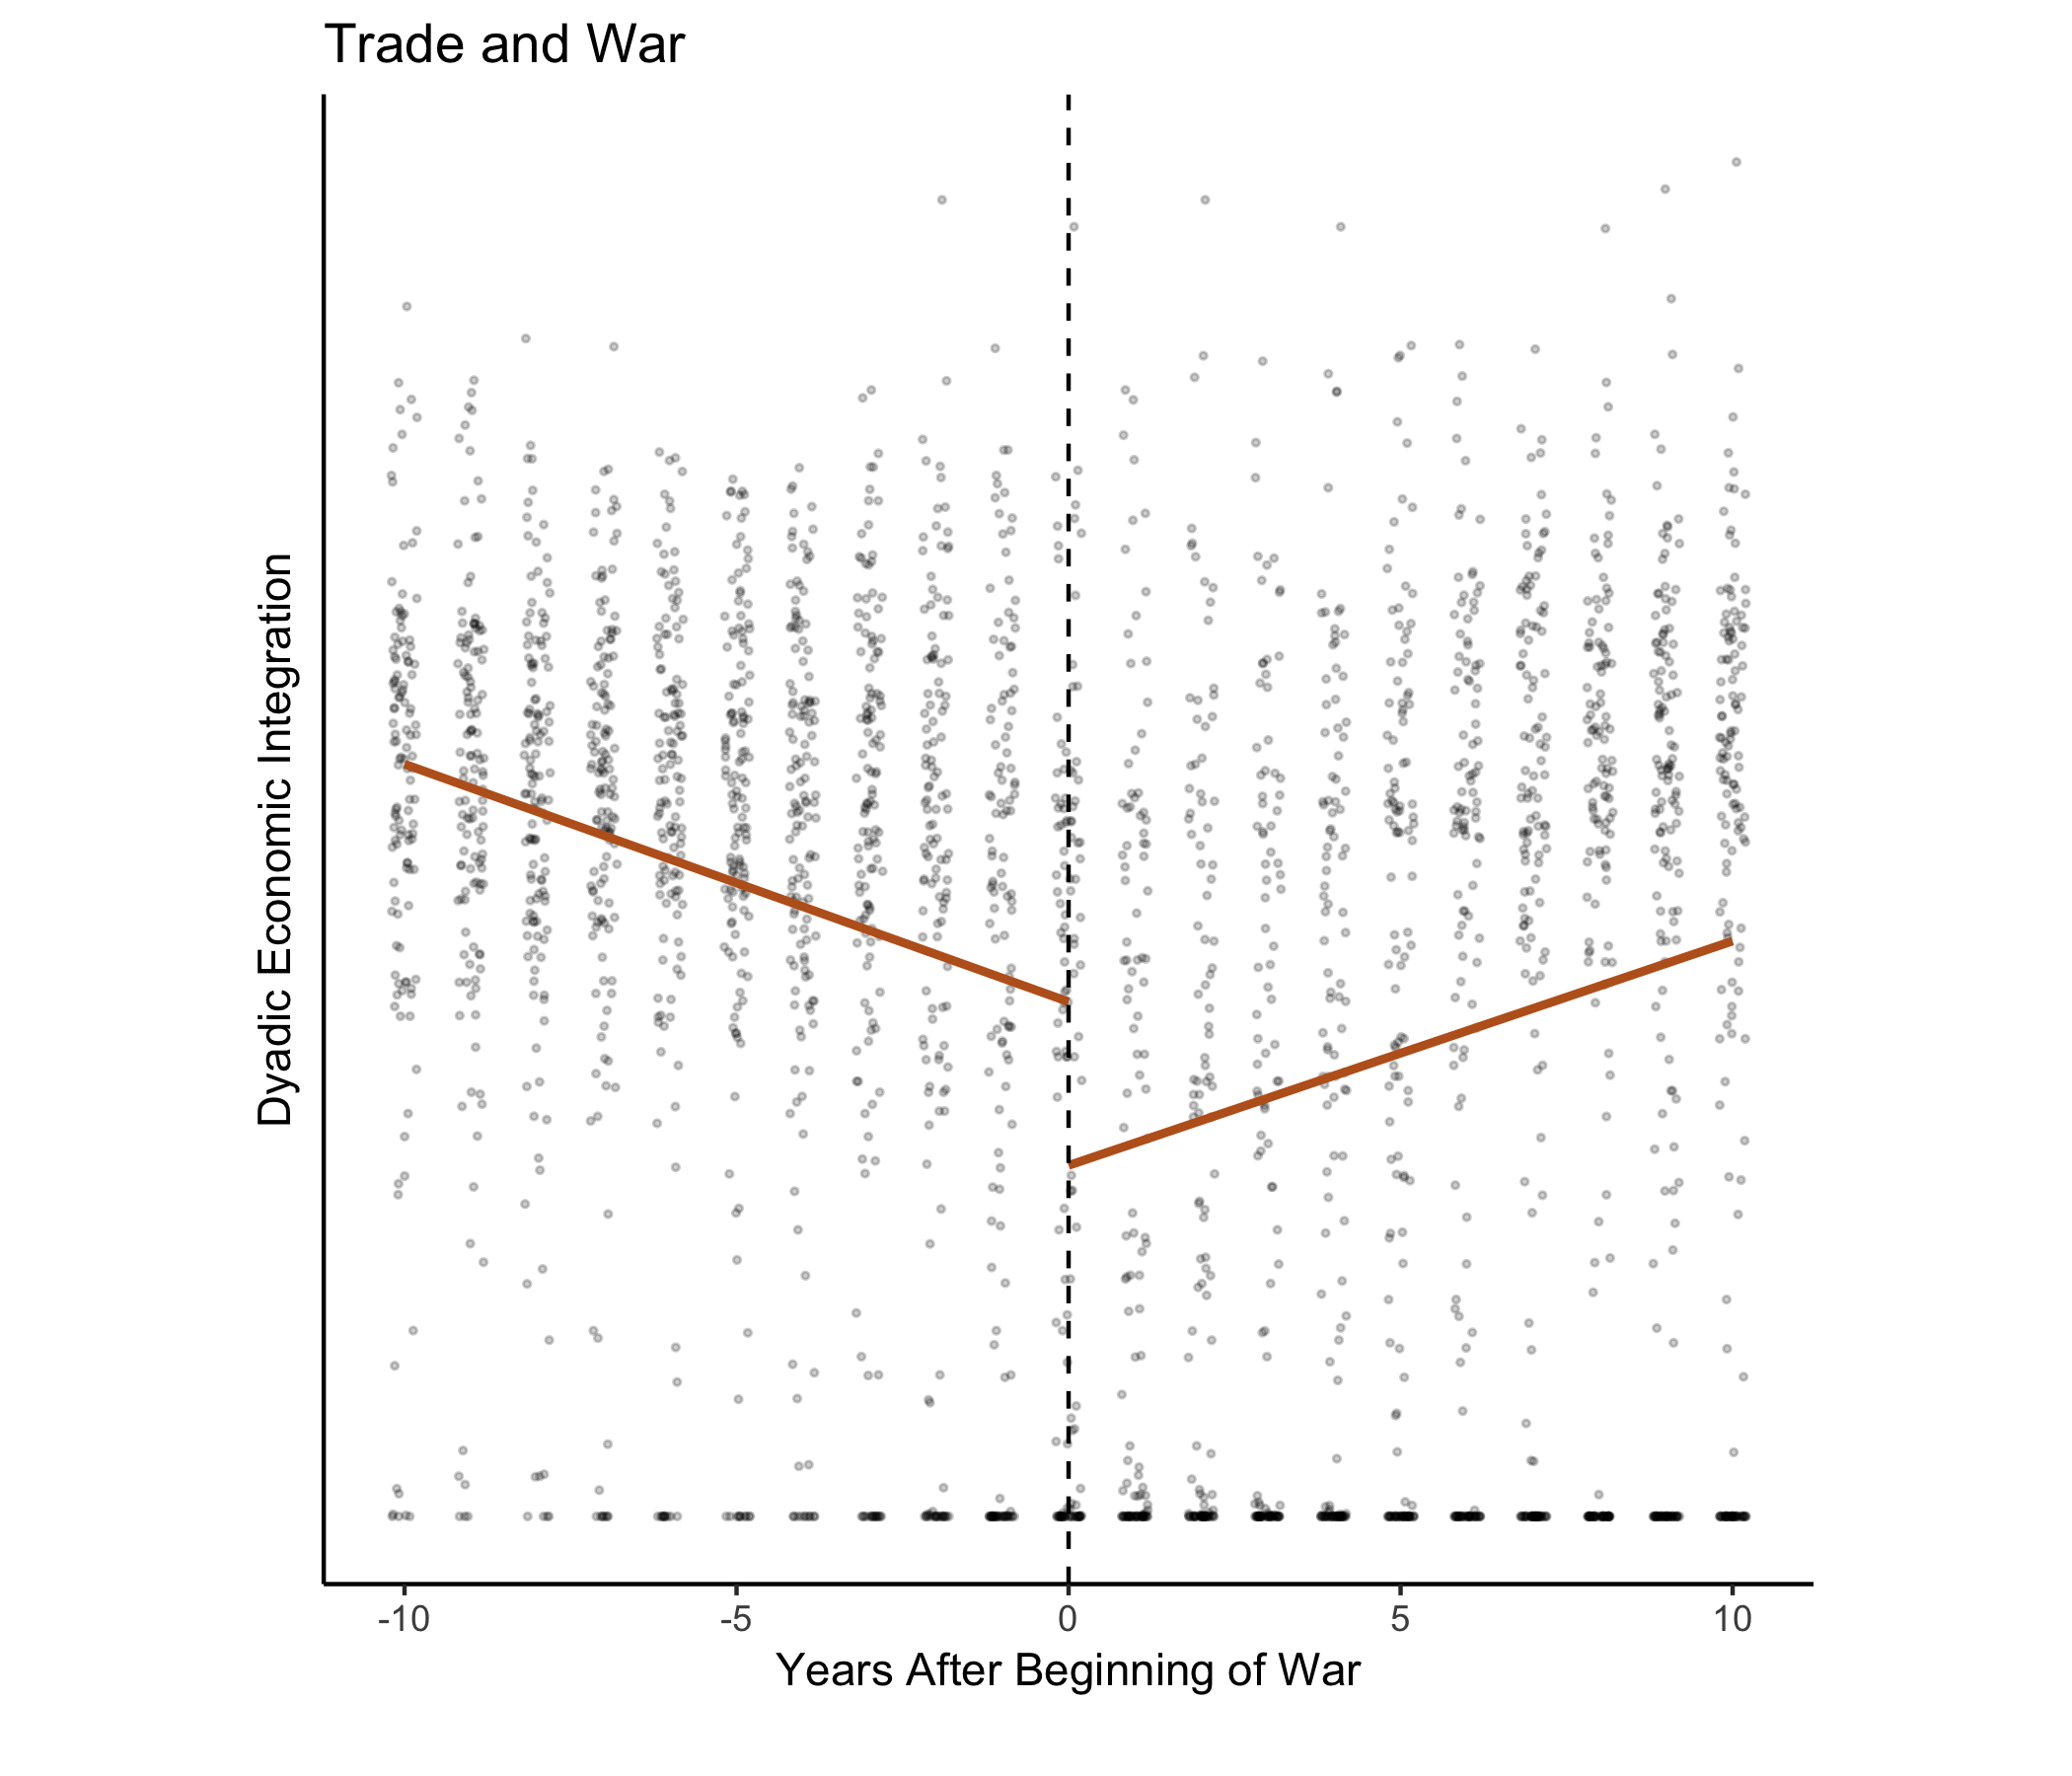 Trade and War
Dyadic Economic Integration
-10
-5
0
5
10
Years After Beginning of War